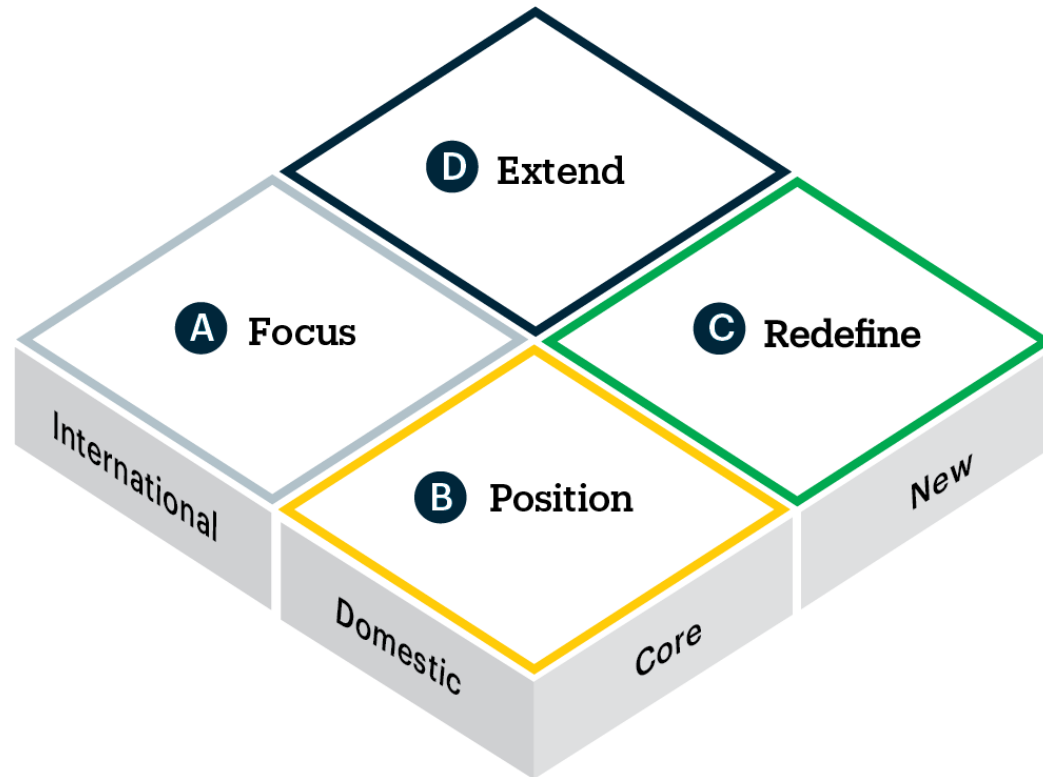 D Extend
A Focus
C Redefine
B Position
International
Domestic
Core
New